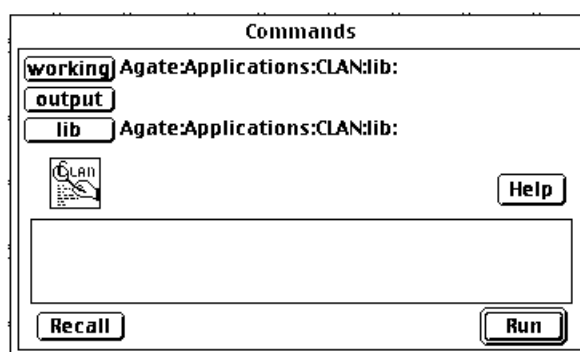 Commands
working Agate:Applications:CLAN:lib:
output
lib Agate:Applications:CLAN:lib:
CLAN
Help
Recall Run